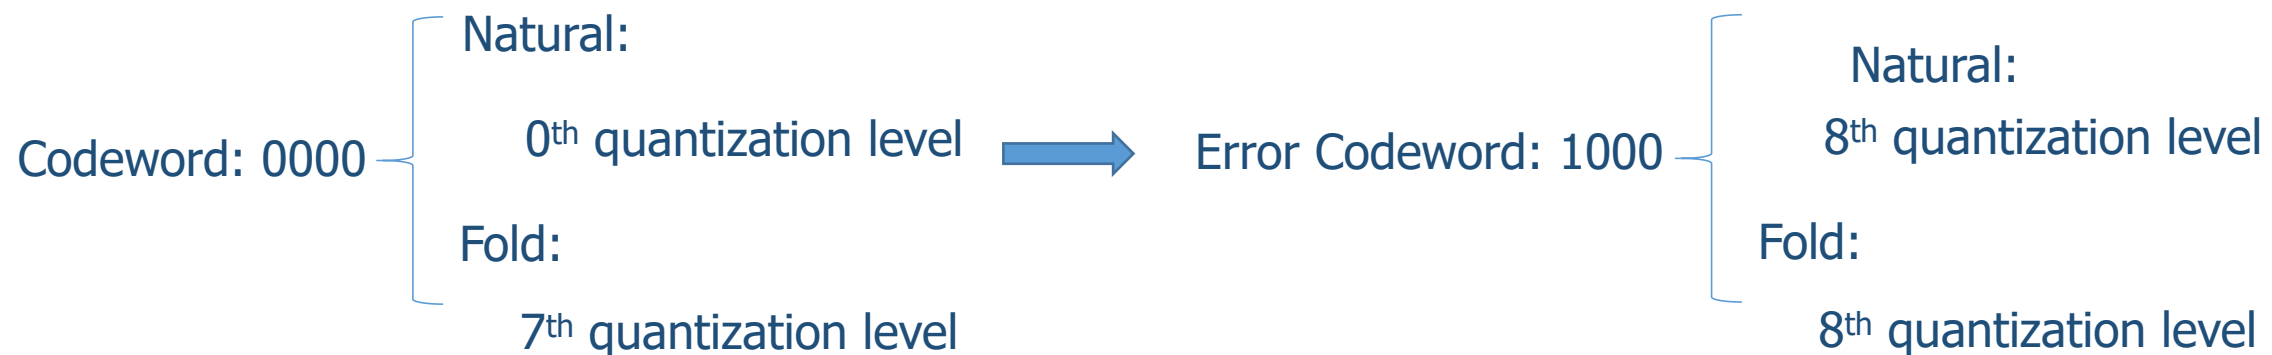 Natural:
0th quantization level
Codeword: 0000
Fold:
7th quantization level
Error Codeword: 1000
Natural:
8th quantization level
Fold:
8th quantization level